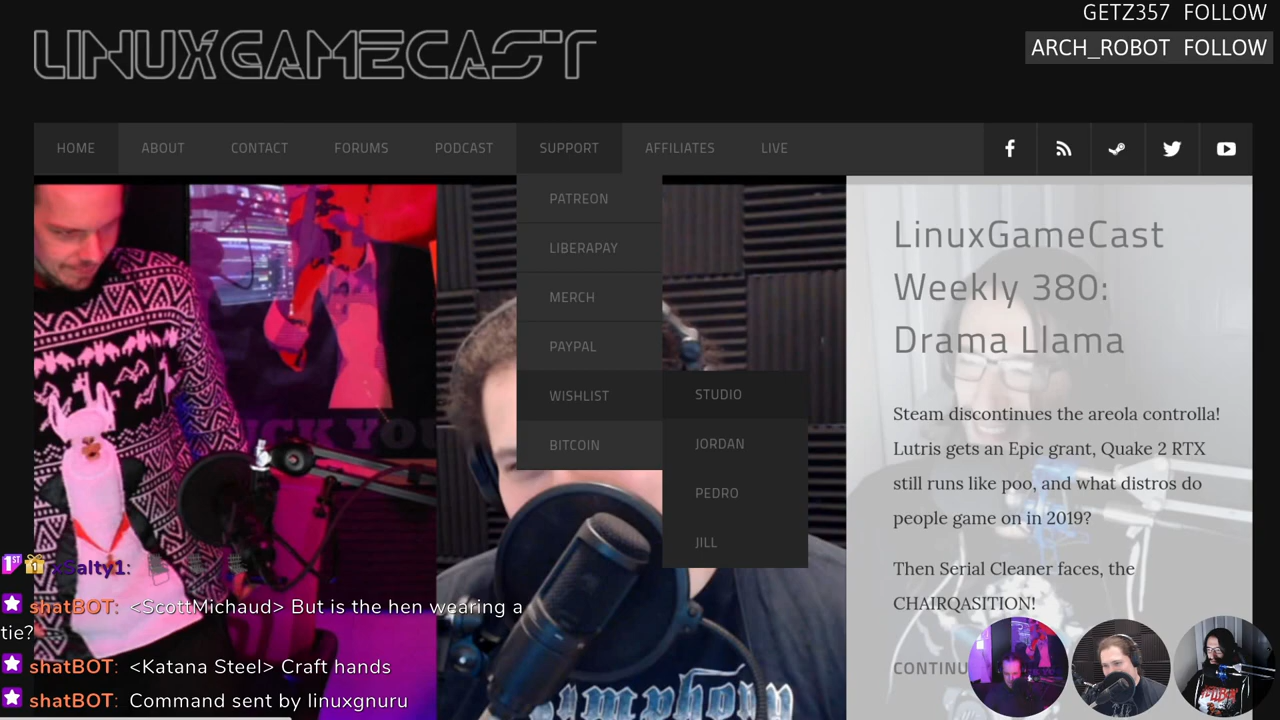 GETZ357 FOLLOW
LINUXGAMECAST
ARCH_ROBOT FOLLOW
HOME ABOUT CONTACT FORUMS PODCAST SUPPORT AFFILIATES LIVE
PATREON
LIBERAPAY
MERCH
PAYPAL
WISHLIST
BITCOIN
STUDIO
JORDAN
PEDRO
JILL
LinuxGameCast
Weekly 380:
Drama Llama
Steam discontinues the areola controlla!
Lutris gets an Epic grant, Quake 2 RTX
still runs like poo, and what distros do
people game on in 2019?
Then Serial Cleaner faces, the
CHAIRQASITION!
CONTINU
1ST 1 xSalty1:
shatBOT: <ScottMichaud> But is the hen wearing a
tie?
shatBOT: <Katana Steel> Craft hands
shatBOT: Command sent by linuxgnuru